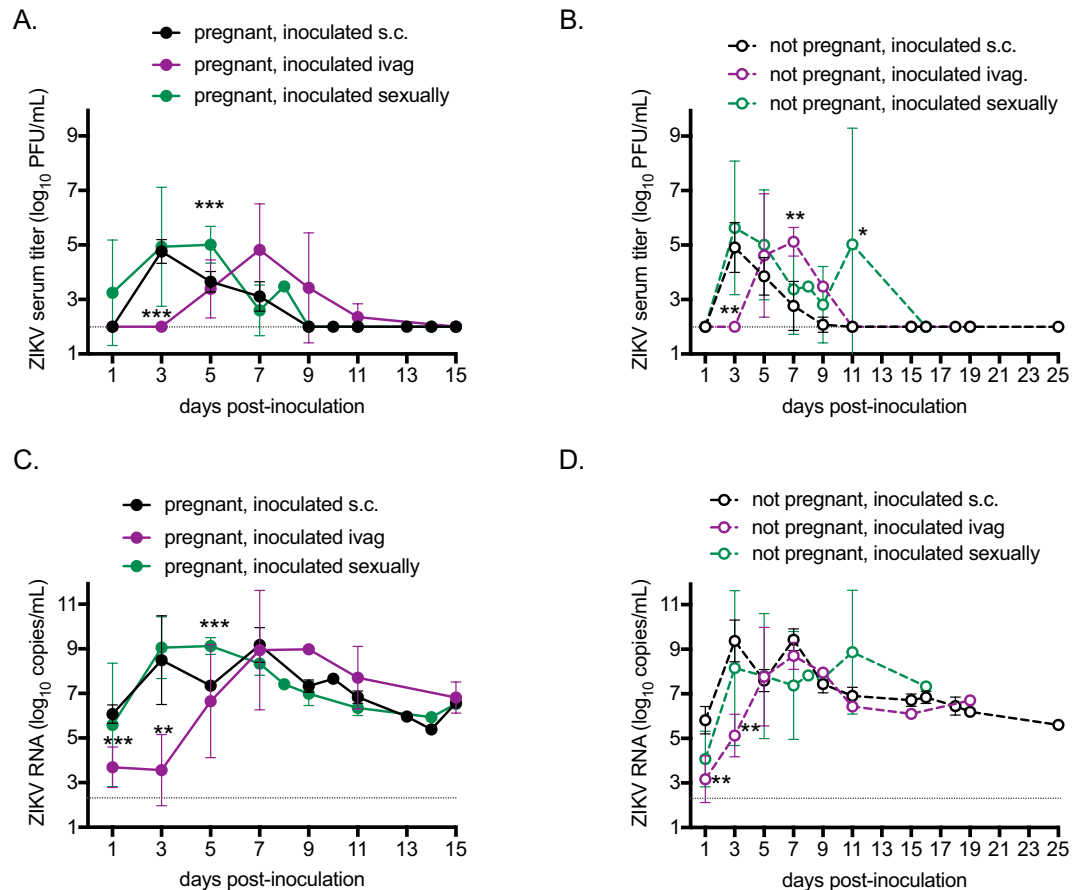 A.
pregnant, inoculated s.c.
pregnant, inoculated ivag
pregnant, inoculated sexually
ZIKV serum titer (log10 PFU/mL)
9
7
5
3
1
***
***
1 3 5 7 9 11 13 15
days post-inoculation
B.
not pregnant, inoculated s.c.
not pregnant, inoculated ivag.
not pregnant, inoculated sexually
ZIKV serum titer (log10 PFU/mL)
9
7
5
3
1
**
*
**
1 3 5 7 9 11 13 15 17 19 21 23 25
days post-inoculation
C.
pregnant, inoculated s.c.
pregnant, inoculated ivag
pregnant, inoculated sexually
ZIKV RNA (log10 copies/mL)
11
9
7
5
3
1
***
***
**
1 3 5 7 9 11 13 15
days post-inoculation
D.
not pregnant, inoculated s.c.
not pregnant, inoculated ivag
not pregnant, inoculated sexually
ZIKV RNA (log10 copies/mL)
11
9
7
5
3
1
**
**
1 3 5 7 9 11 13 15 17 19 21 23 25
days post-inoculation